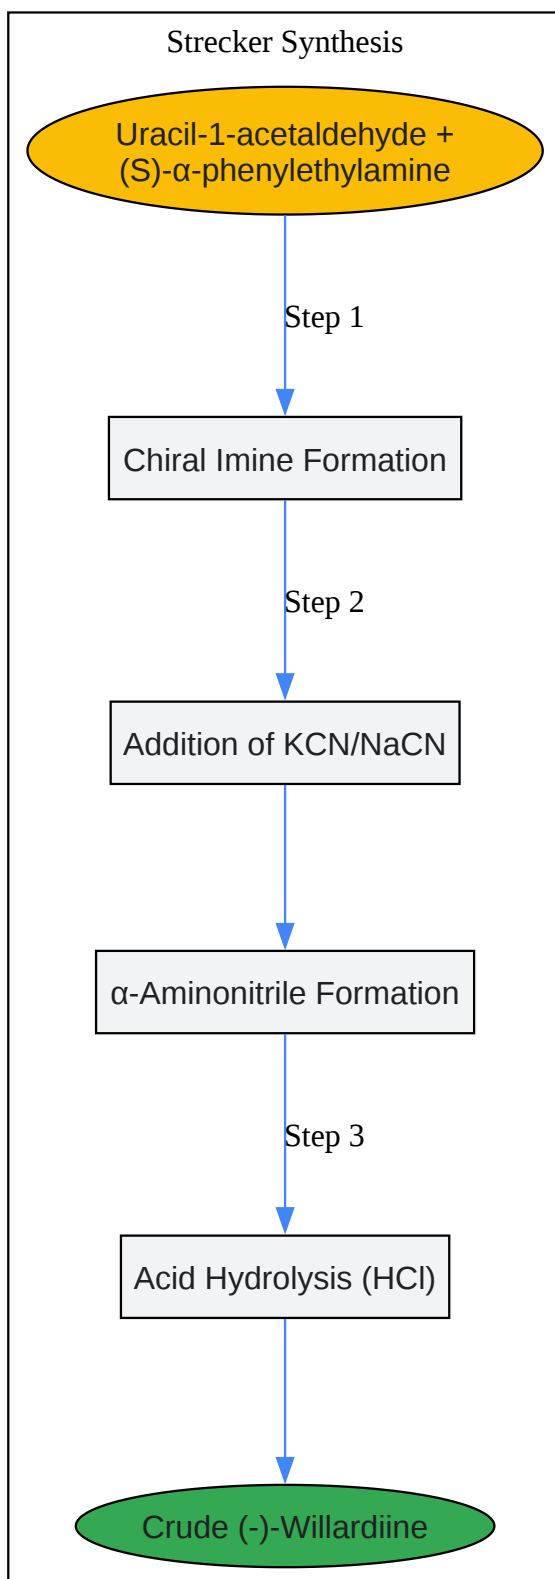 Strecker Synthesis
Uracil-1-acetaldehyde +
(S)-α-phenylethylamine
Step 1
Chiral Imine Formation
Step 2
Addition of KCN/NaCN
α-Aminonitrile Formation
Step 3
Acid Hydrolysis (HCl)
Crude (-)-Willardiine